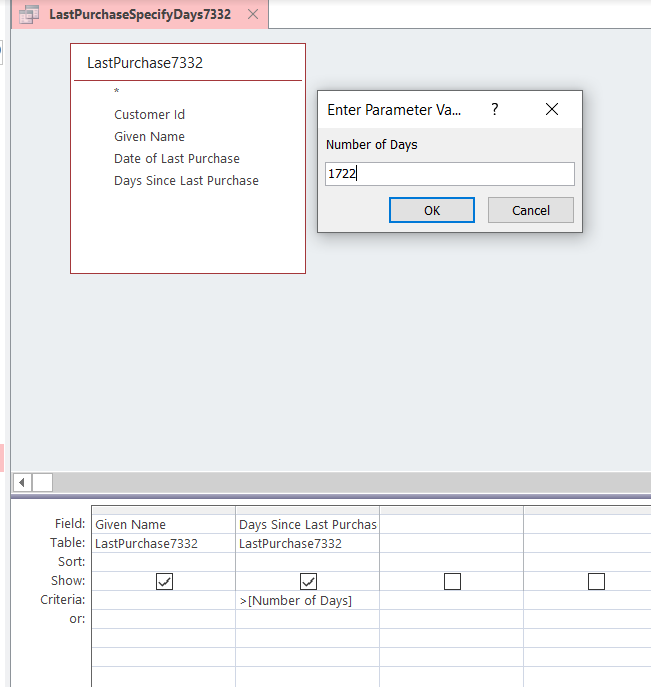 LastPurchaseSpecifyDays7332
LastPurchase7332
*
Customer Id
Given Name
Date of Last Purchase
Days Since Last Purchase
Enter Parameter Va... ?
Number of Days
1722
OK Cancel
Field: Given Name Days Since Last Purchas
Table: LastPurchase7332 LastPurchase7332
Sort:
Show:
Criteria: >[Number of Days]
or: